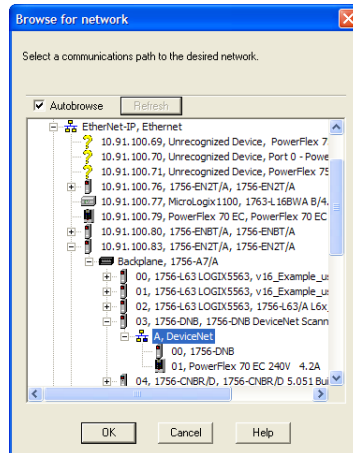 Browse for network
Select a communications path to the desired network.
Autobrowse
Refresh
EtherNet-IP, Ethernet
10.91.100.69, Unrecognized Device, PowerFlex 7
10.91.100.70, Unrecognized Device, Port 0 - Powe
10.91.100.71, Unrecognized Device, PowerFlex 75
10.91.100.76, 1756-EN2T/A, 1756-EN2T/A
10.91.100.77, MicroLogix1100, 1763-L16BWA B/4.
10.91.100.79, PowerFlex 70 EC, PowerFlex 70 EC
10.91.100.80, 1756-ENBT/A, 1756-ENBT/A
10.91.100.83, 1756-EN2T/A, 1756-EN2T/A
Backplane, 1756-A7/A
00, 1756-L63 LOGIX5563, v16_Example_u
01, 1756-L63 LOGIX5563, v16_Example_u
02, 1756-L63 LOGIX5563, 1756-L63/A L6x_
03, 1756-DNB, 1756-DNB DeviceNet Scann
A, DeviceNet
00, 1756-DNB
01, PowerFlex 70 EC 240V 4.2A
04, 1756-CNBR/D, 1756-CNBR/D 5.051 Bui
OK
Cancel
Help